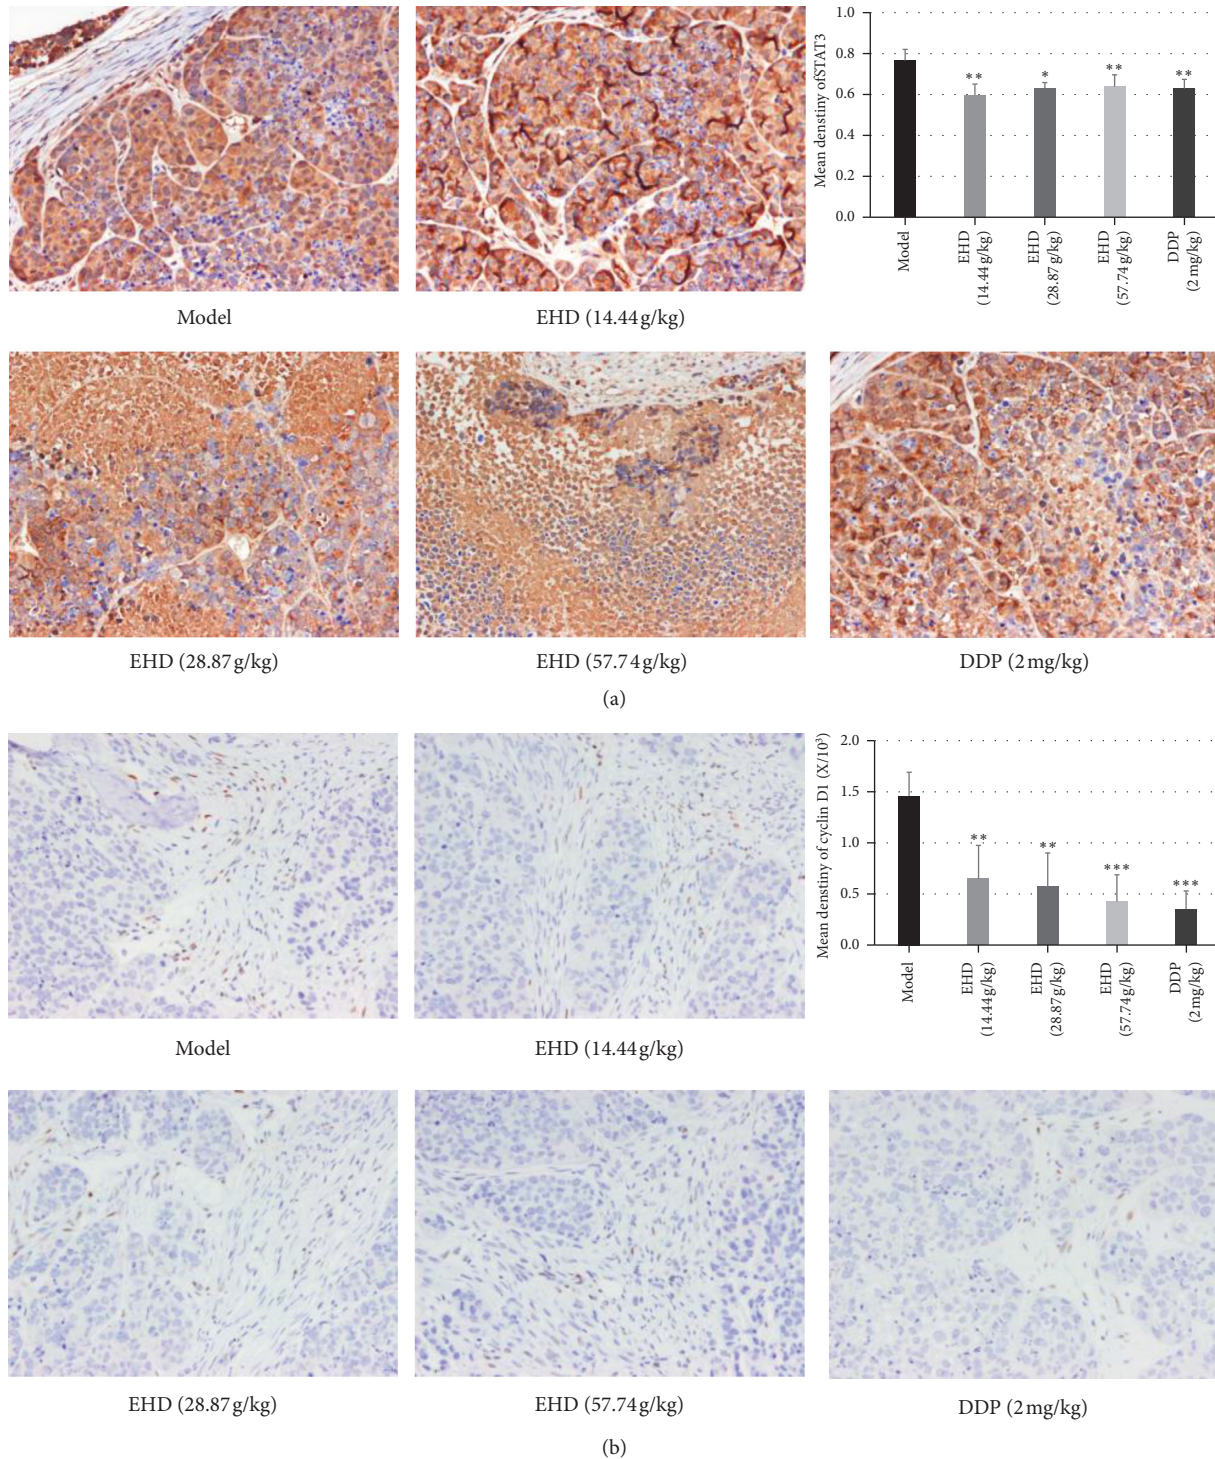 Mean denstiny ofSTAT3
1.0
0.8
0.6
0.4
0.2
0.0
**
*
**
**
Model
EHD
(14.44 g/kg)
EHD
(28.87 g/kg)
EHD
(57.74 g/kg)
DDP
(2 mg/kg)
Model
EHD (14.44 g/kg)
EHD (28.87 g/kg)
EHD (57.74 g/kg)
DDP (2 mg/kg)
(a)
Mean denstiny of cyclin D1 (X/10³)
2.0
1.5
1.0
0.5
0.0
**
**
***
***
Model
EHD
(14.44 g/kg)
EHD
(28.87 g/kg)
EHD
(57.74 g/kg)
DDP
(2 mg/kg)
Model
EHD (14.44 g/kg)
EHD (28.87 g/kg)
EHD (57.74 g/kg)
DDP (2 mg/kg)
(b)